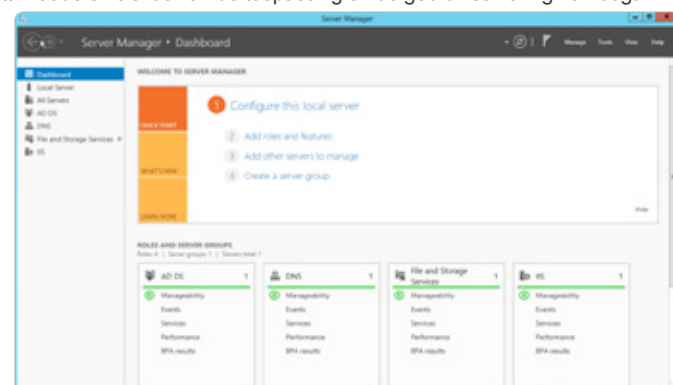 Server Manager
Server Manager • Dashboard
Manage Tools View Help
Dashboard
Local Server
All Servers
AD DS
DNS
File and Storage Services
IIS
WELCOME TO SERVER MANAGER
QUICK START
WHAT'S NEW
LEARN MORE
1 Configure this local server
2 Add roles and features
3 Add other servers to manage
4 Create a server group
Hide
ROLES AND SERVER GROUPS
Roles: 4 | Server groups: 1 | Servers total: 1
AD DS 1
Manageability
Events
Services
Performance
BPA results
DNS 1
Manageability
Events
Services
Performance
BPA results
File and Storage Services 1
Manageability
Events
Services
Performance
BPA results
IIS 1
Manageability
Events
Services
Performance
BPA results